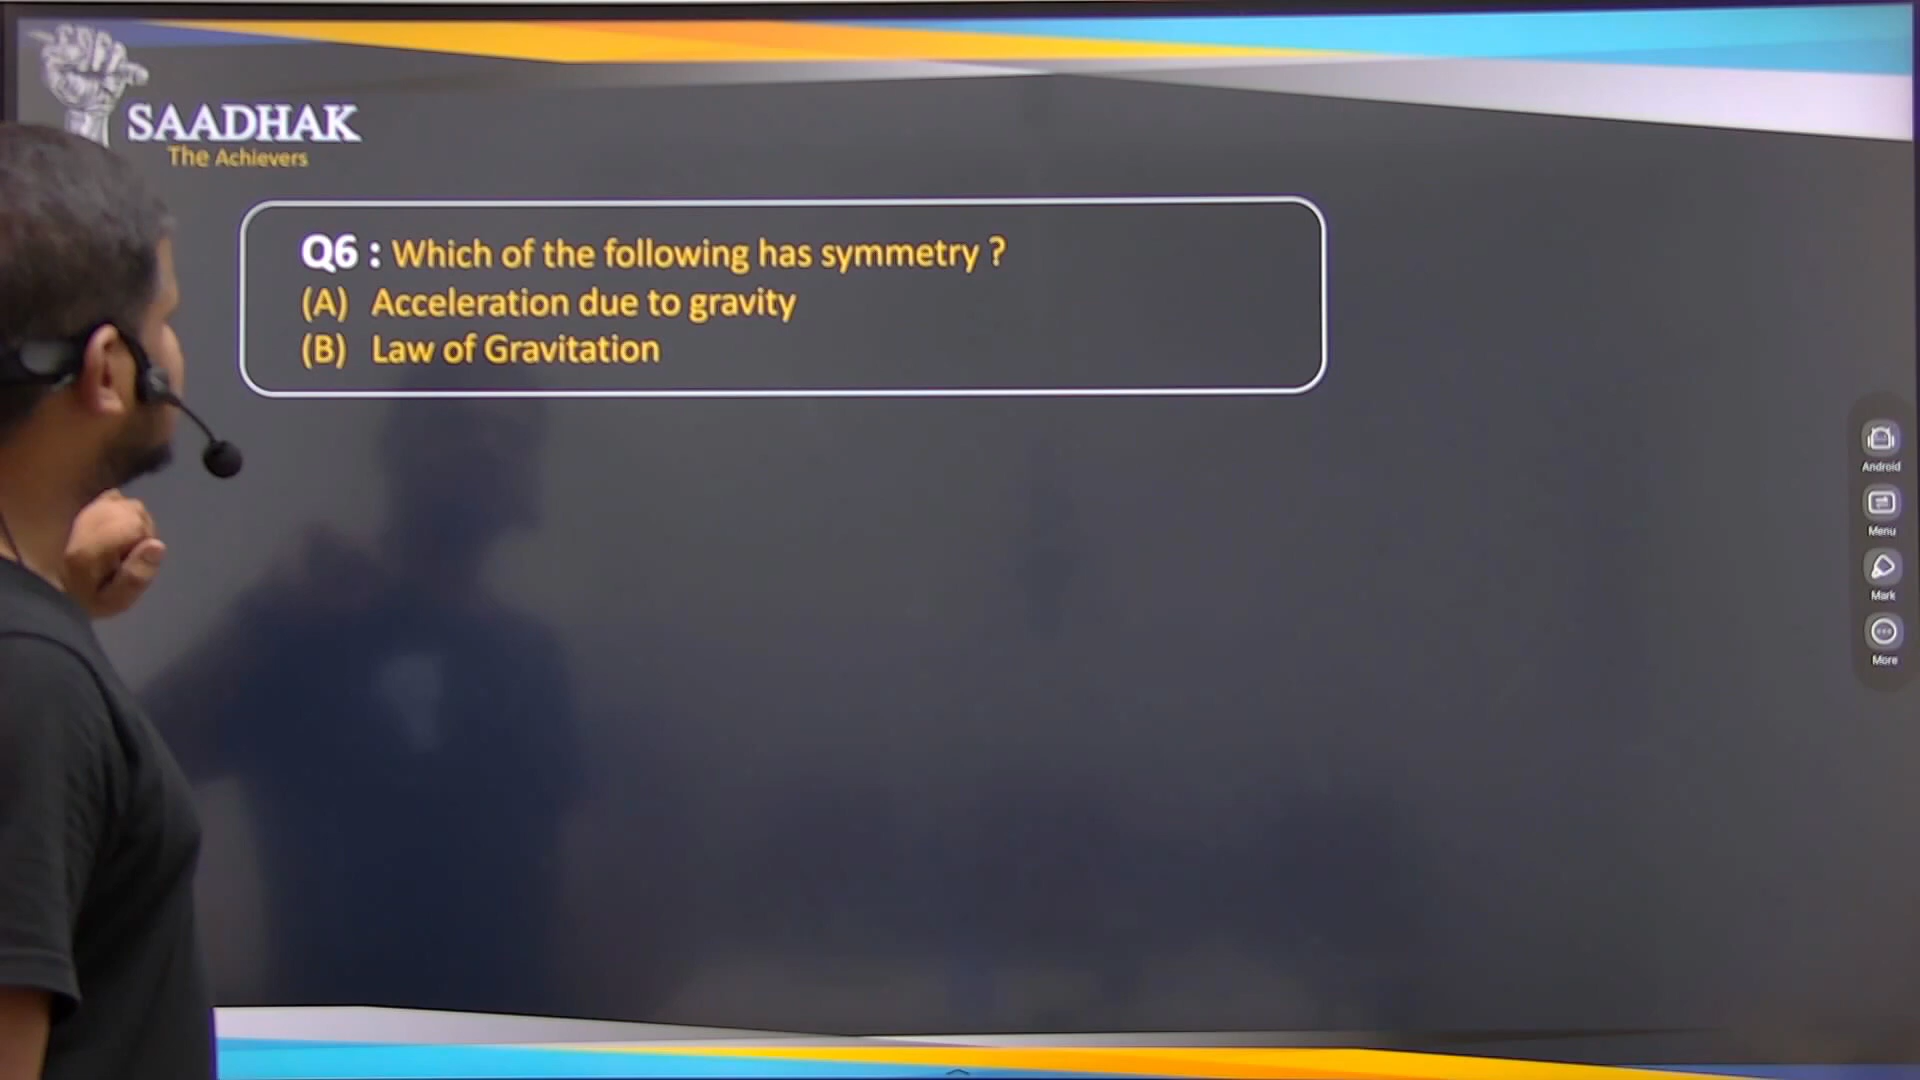 SAADHAK
The Achievers
Q6 : Which of the following has symmetry ?
(A) Acceleration due to gravity
(B) Law of Gravitation
Android
Menu
Mark
More